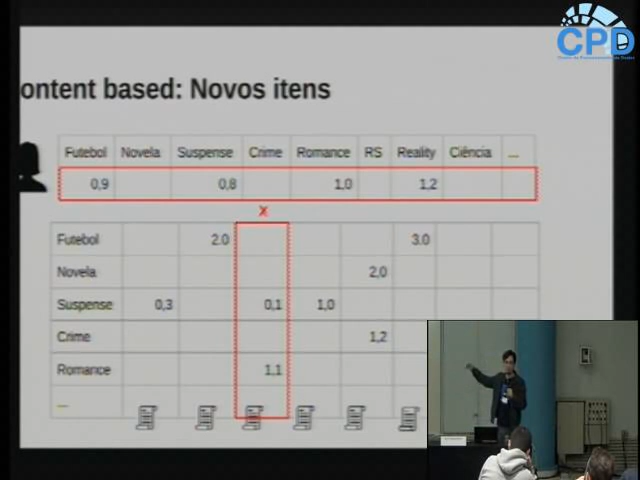 CPD
ontent based: Novos itens
Futebol Novela Suspense Crime Romance RS Reality Ciência ...
0,9 0,8 1,0 1,2
x
Futebol 2.0 3.0
Novela 2,0
Suspense 0,3 0,1 1,0
Crime 1,2
Romance 1,1
...